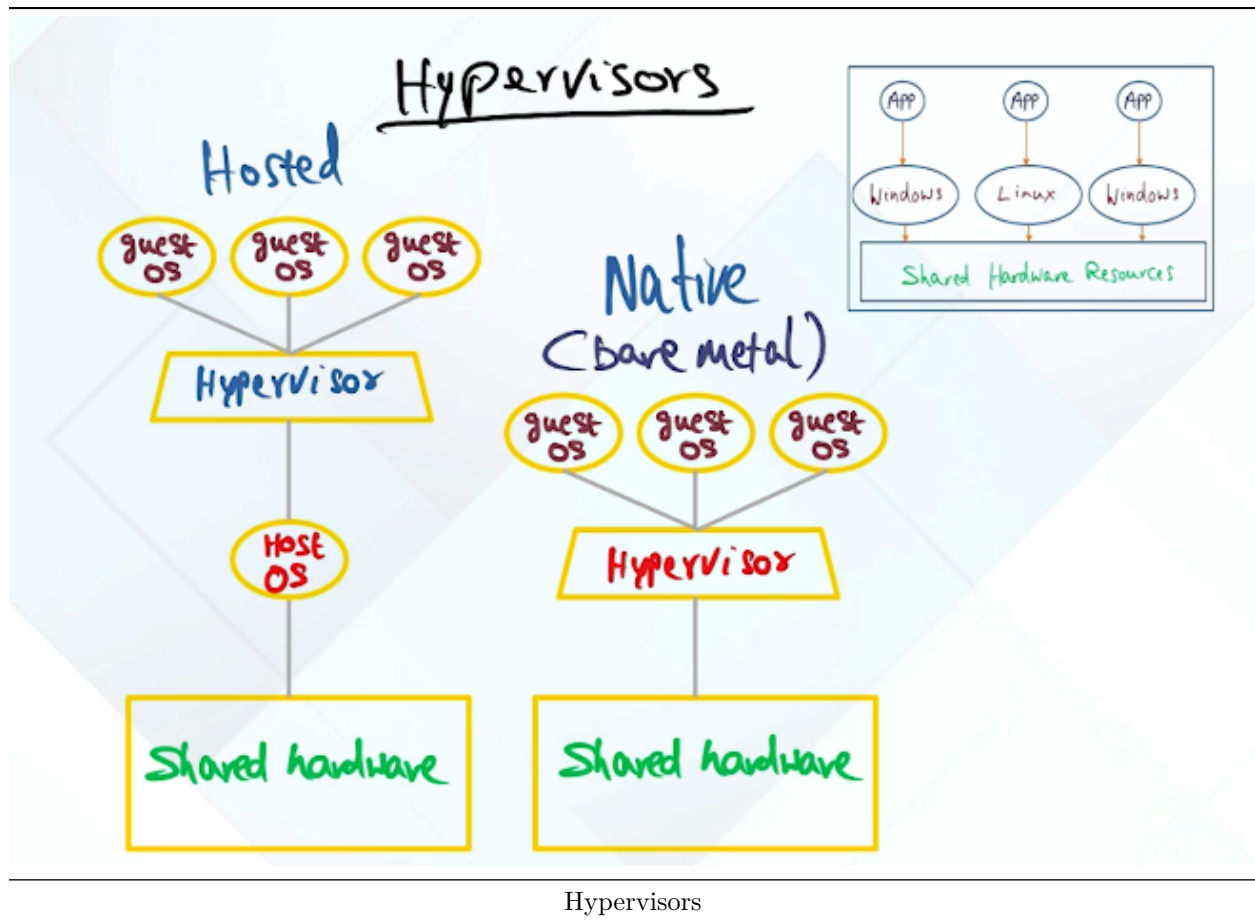 Hypervisors
Hosted
guest
OS
guest
OS
guest
OS
Hypervisor
Host
OS
Shared hardware
Native
(bare metal)
guest
OS
guest
OS
guest
OS
Hypervisor
Shared hardware
App
App
App
Windows
Linux
Windows
Shared Hardware Resources
Hypervisors